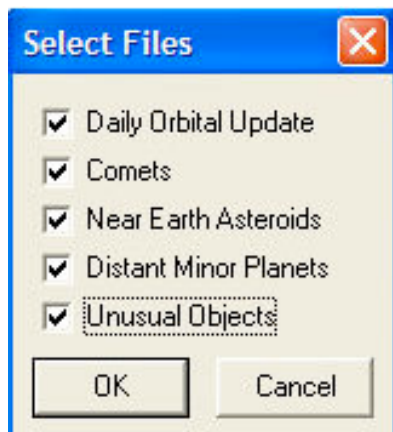 Select Files
Daily Orbital Update
Comets
Near Earth Asteroids
Distant Minor Planets
Unusual Objects
OK Cancel